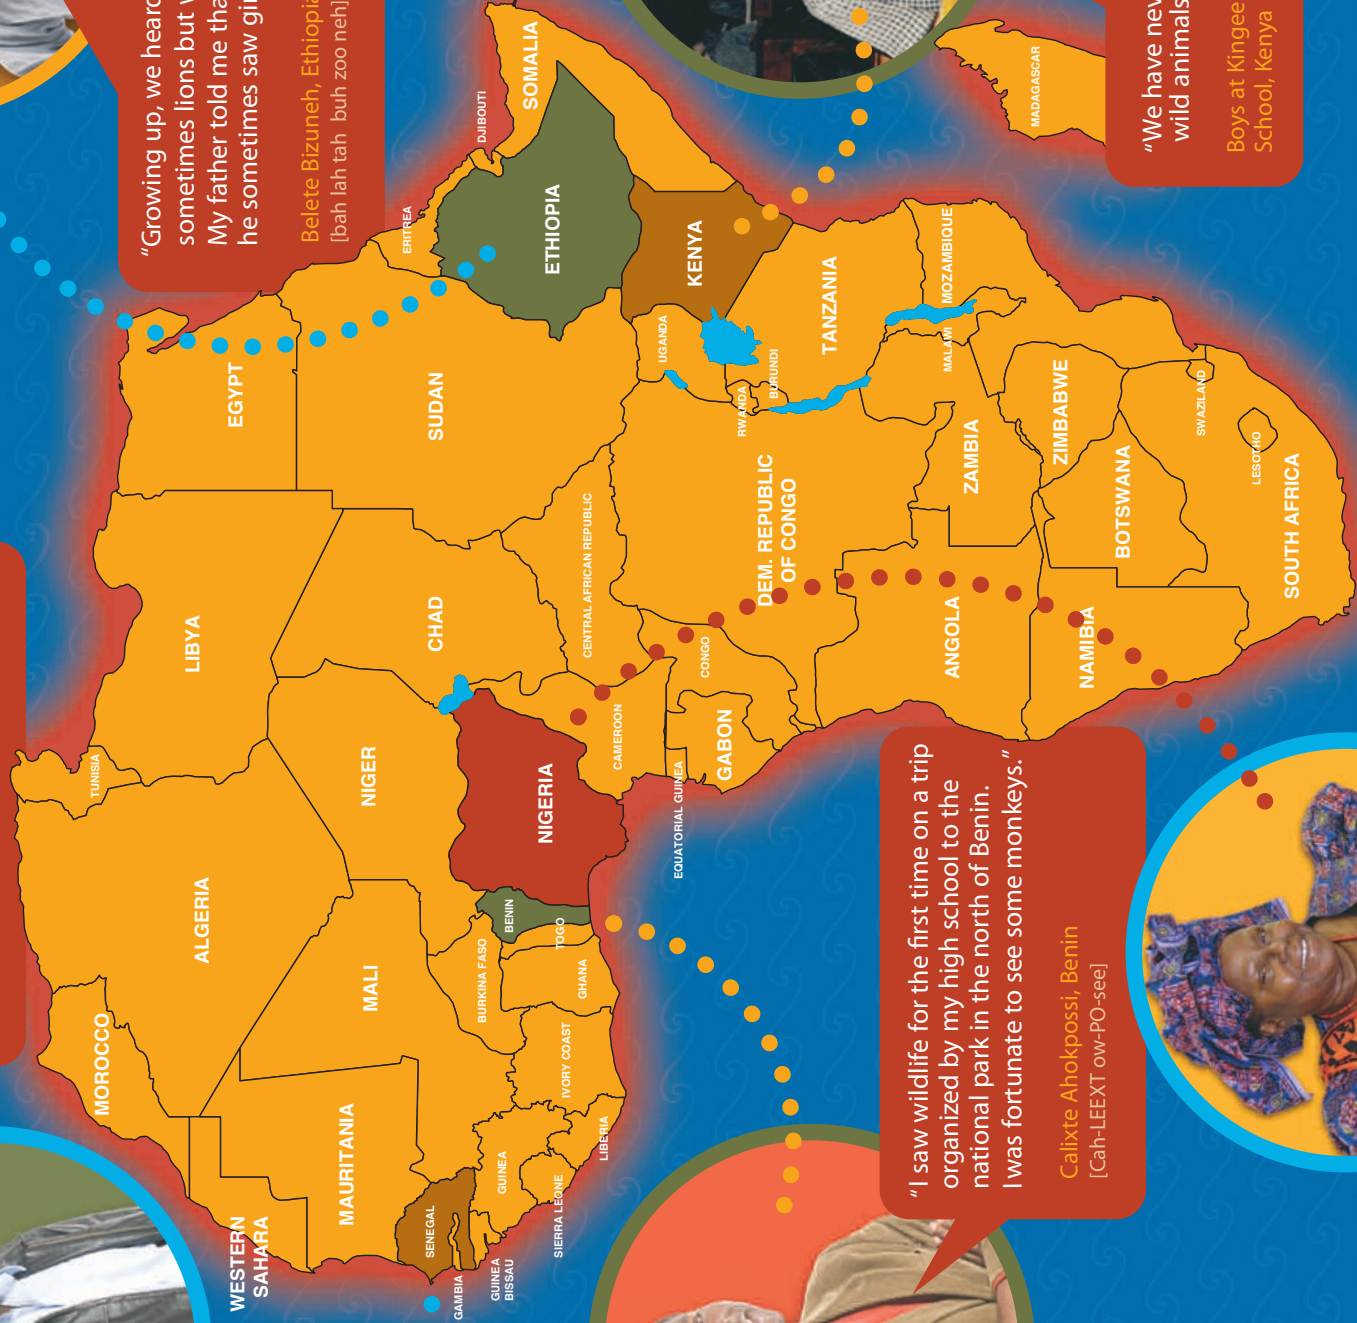 “Growing up, we heard
sometimes lions but
My father told me
he sometimes saw
Belete Bizuneh, Ethiopia
[bah lah tah buh zoo neh]
“We have
wild animals
Boys at Kingee
School, Kenya
“I saw wildlife for the first time on a trip
organized by my high school to the
national park in the north of Benin.
I was fortunate to see some monkeys.”
Calixte Ahokpossi, Benin
[Cah-LEEXT ow-PO-see]
WESTERN
SAHARA
MOROCCO
ALGERIA
TUNISIA
LIBYA
EGYPT
MAURITANIA
MALI
NIGER
CHAD
SUDAN
ERITREA
DJIBOUTI
SOMALIA
ETHIOPIA
SENEGAL
GAMBIA
GUINEA
BISSAU
GUINEA
SIERRA LEONE
LIBERIA
IVORY COAST
BURKINA FASO
GHANA
TOGO
BENIN
NIGERIA
CAMEROON
CENTRAL AFRICAN REPUBLIC
EQUATORIAL GUINEA
GABON
CONGO
DEM. REPUBLIC
OF CONGO
UGANDA
KENYA
RWANDA
BURUNDI
TANZANIA
ANGOLA
ZAMBIA
MALAWI
MOZAMBIQUE
ZIMBABWE
NAMIBIA
BOTSWANA
SWAZILAND
LESOTHO
SOUTH AFRICA
MADAGASCAR